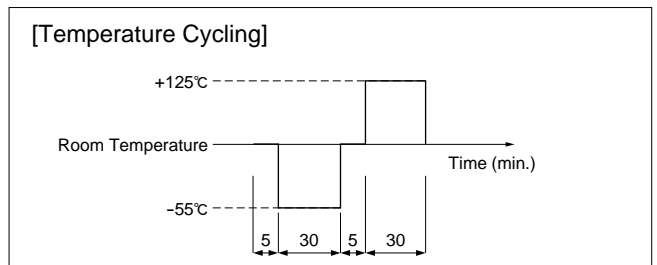 [Temperature Cycling]
+125℃
Room Temperature
Time (min.)
−55℃
5 30 5 30